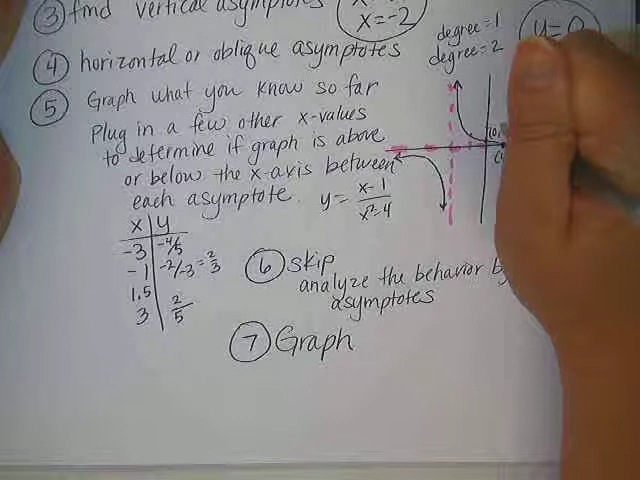 ③ find vertical asymptotes
x=-2
④ horizontal or oblique asymptotes
degree=1
degree=2
y=0
⑤ Graph what you know so far
Plug in a few other x-values
to determine if graph is above
or below the x-axis between
each asymptote.
y = x-1 / x²-4
x | y
-3 | -4/5
-1 | -2/-3 = 2/3
1.5
3 | 2/5
⑥ skip
analyze the behavior by
asymptotes
⑦ Graph